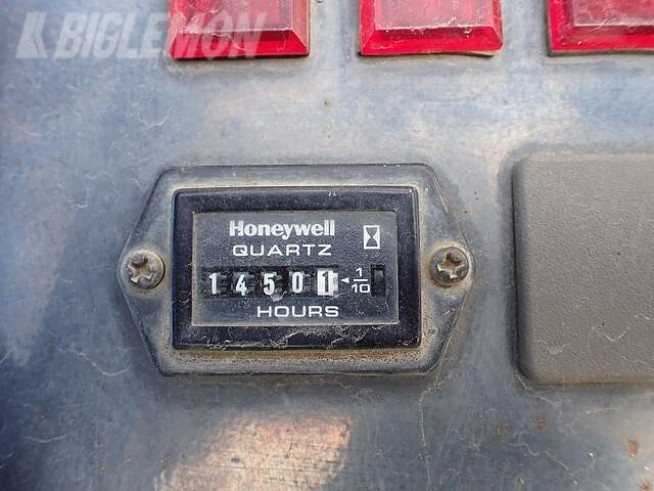 BIGLEMON
Honeywell
QUARTZ
14501 1/10
HOURS